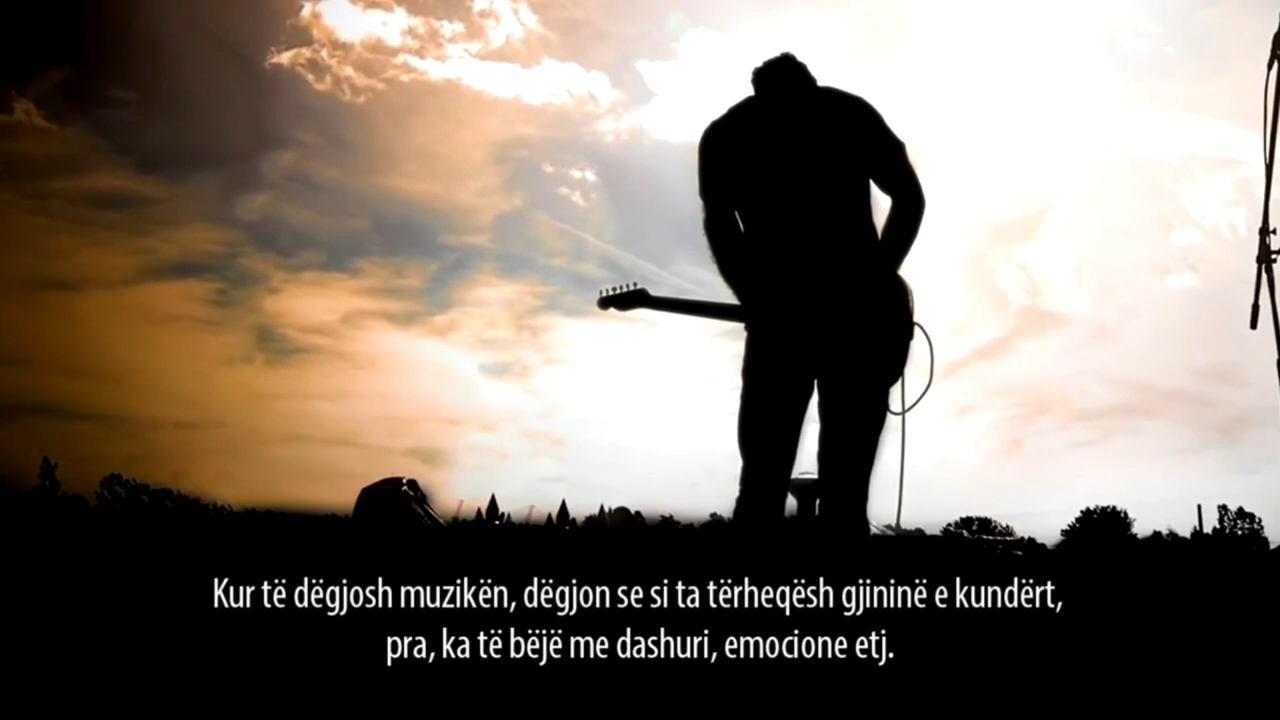 Kur të dëgjosh muzikën, dëgjon se si ta tërheqësh gjininë e kundërt,
pra, ka të bëjë me dashuri, emocione etj.